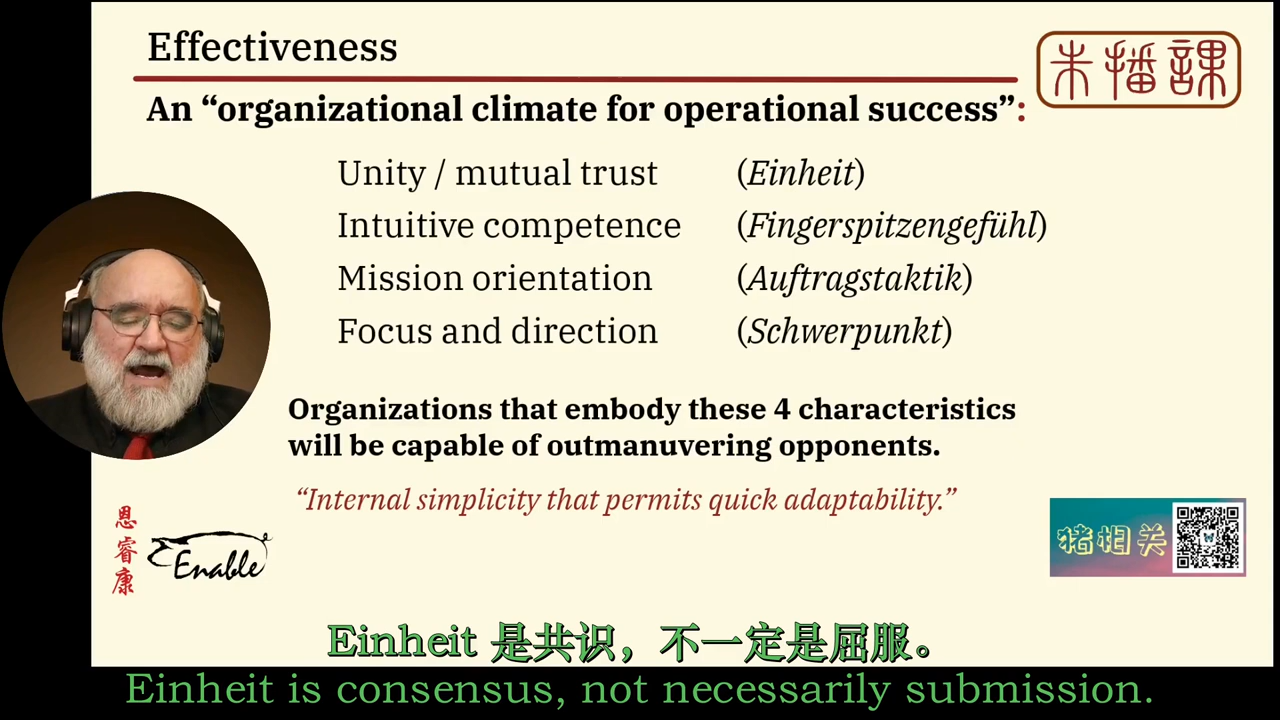 Effectiveness
朱播課
An “organizational climate for operational success”:
Unity / mutual trust (Einheit)
Intuitive competence (Fingerspitzengefühl)
Mission orientation (Auftragstaktik)
Focus and direction (Schwerpunkt)
Organizations that embody these 4 characteristics
will be capable of outmanuvering opponents.
“Internal simplicity that permits quick adaptability.”
恩睿康
Enable
猪相关
Einheit 是共识，不一定是屈服。
Einheit is consensus, not necessarily submission.